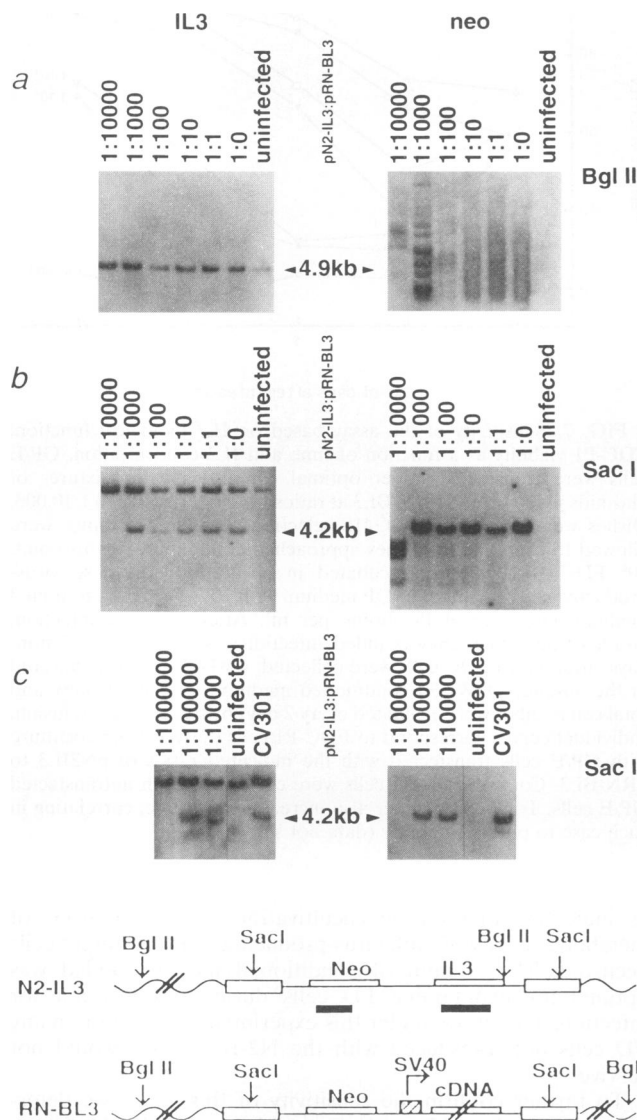 IL3
neo
a
1:10000
1:1000
1:100
1:10
1:1
1:0
uninfected
pN2-IL3:pRN-BL3
1:10000
1:1000
1:100
1:10
1:1
1:0
uninfected
Bgl II
4.9kb
b
1:10000
1:1000
1:100
1:10
1:1
1:0
uninfected
pN2-IL3:pRN-BL3
1:10000
1:1000
1:100
1:10
1:1
1:0
uninfected
Sac I
4.2kb
c
1:1000000
1:100000
1:10000
uninfected
CV301
pN2-IL3:pRN-BL3
1:1000000
1:100000
1:10000
uninfected
CV301
Sac I
4.2kb
Bgl II
SacI
Neo
IL3
Bgl II
SacI
N2-IL3
Bgl II
SacI
Neo
SV40
cDNA
SacI
Bgl II
RN-BL3